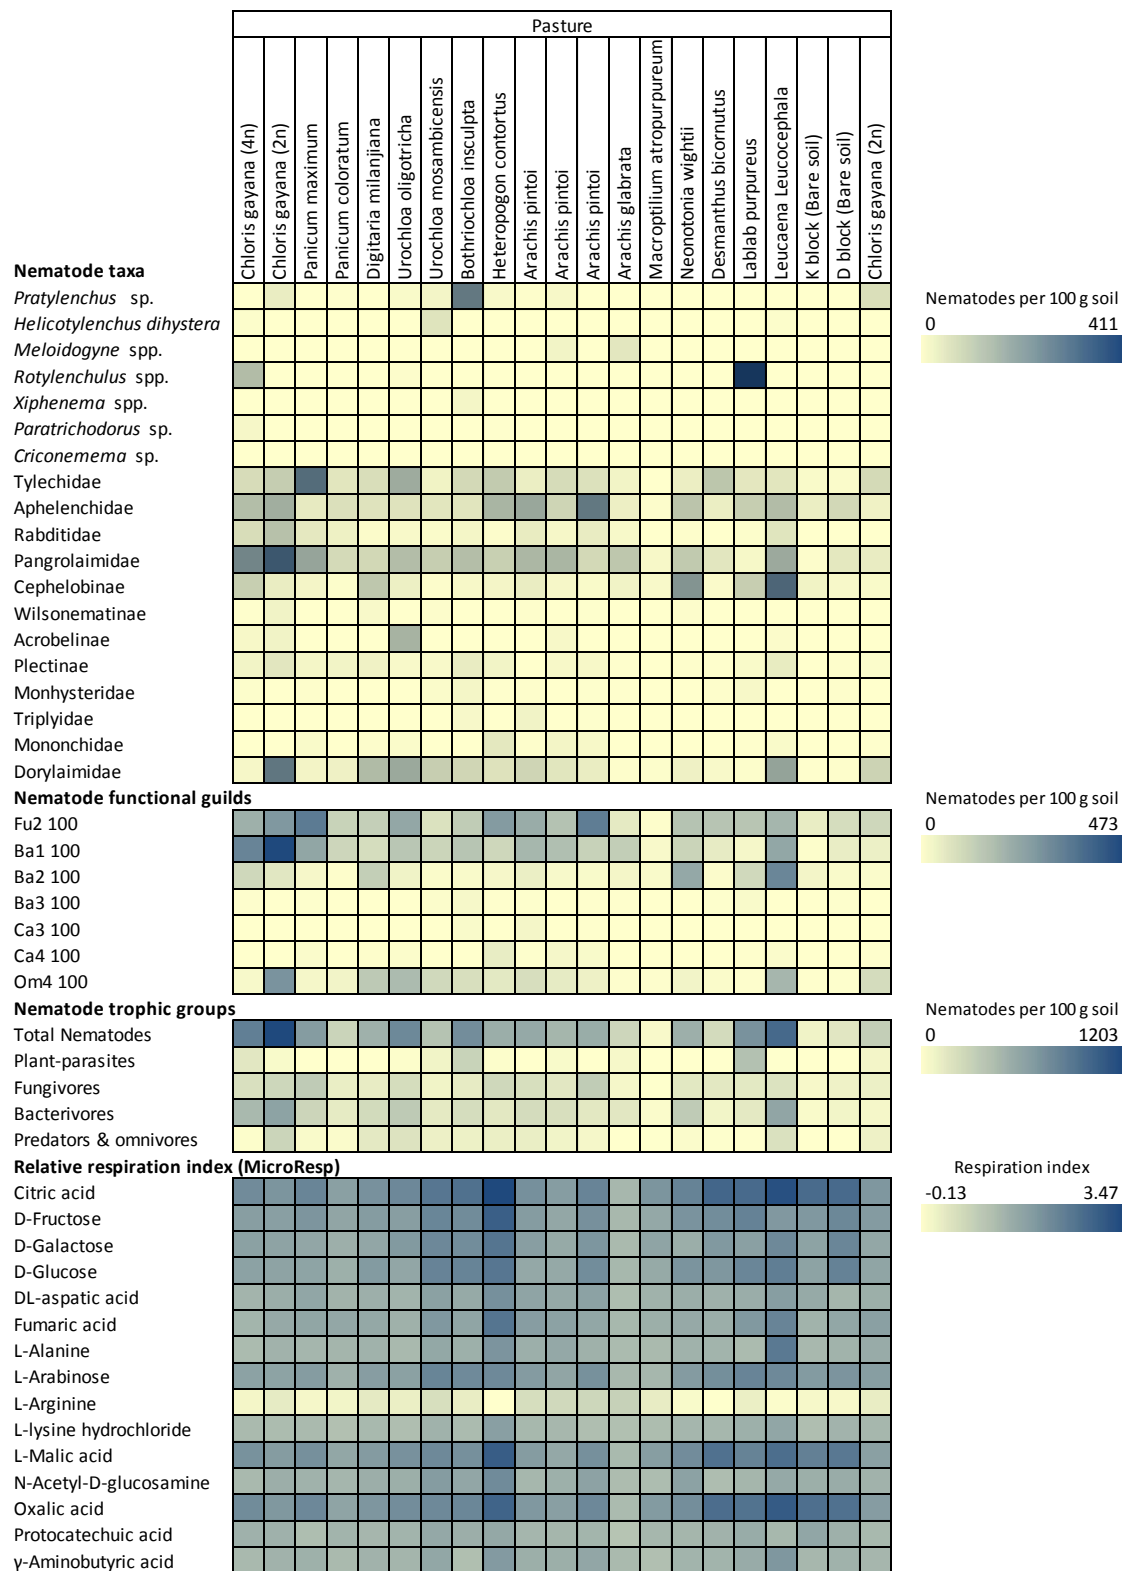 Pasture
Chloris gayana (4n)
Chloris gayana (2n)
Panicum maximum
Panicum coloratum
Digitaria milanjiana
Urochloa oligotricha
Urochloa mosambicensis
Bothriochloa insculpta
Heteropogon contortus
Arachis pintoi
Arachis pintoi
Arachis pintoi
Arachis glabrata
Macroptilium atropurpureum
Neonotonia wightii
Desmanthus bicornutus
Lablab purpureus
Leucaena Leucocephala
K block (Bare soil)
D block (Bare soil)
Chloris gayana (2n)
Nematode taxa
Pratylenchus sp.
Helicotylenchus dihystera
Meloidogyne spp.
Rotylenchulus spp.
Xiphenema spp.
Paratrichodorus sp.
Criconemema sp.
Tylechidae
Aphelenchidae
Rabditidae
Pangrolaimidae
Cephelobinae
Wilsonematinae
Acrobelinae
Plectinae
Monhysteridae
Triplyidae
Mononchidae
Dorylaimidae
Nematodes per 100 g soil
0 411
Nematode functional guilds
Fu2 100
Ba1 100
Ba2 100
Ba3 100
Ca3 100
Ca4 100
Om4 100
Nematodes per 100 g soil
0 473
Nematode trophic groups
Total Nematodes
Plant-parasites
Fungivores
Bacterivores
Predators & omnivores
Nematodes per 100 g soil
0 1203
Relative respiration index (MicroResp)
Citric acid
D-Fructose
D-Galactose
D-Glucose
DL-aspatic acid
Fumaric acid
L-Alanine
L-Arabinose
L-Arginine
L-lysine hydrochloride
L-Malic acid
N-Acetyl-D-glucosamine
Oxalic acid
Protocatechuic acid
γ-Aminobutyric acid
Respiration index
-0.13 3.47